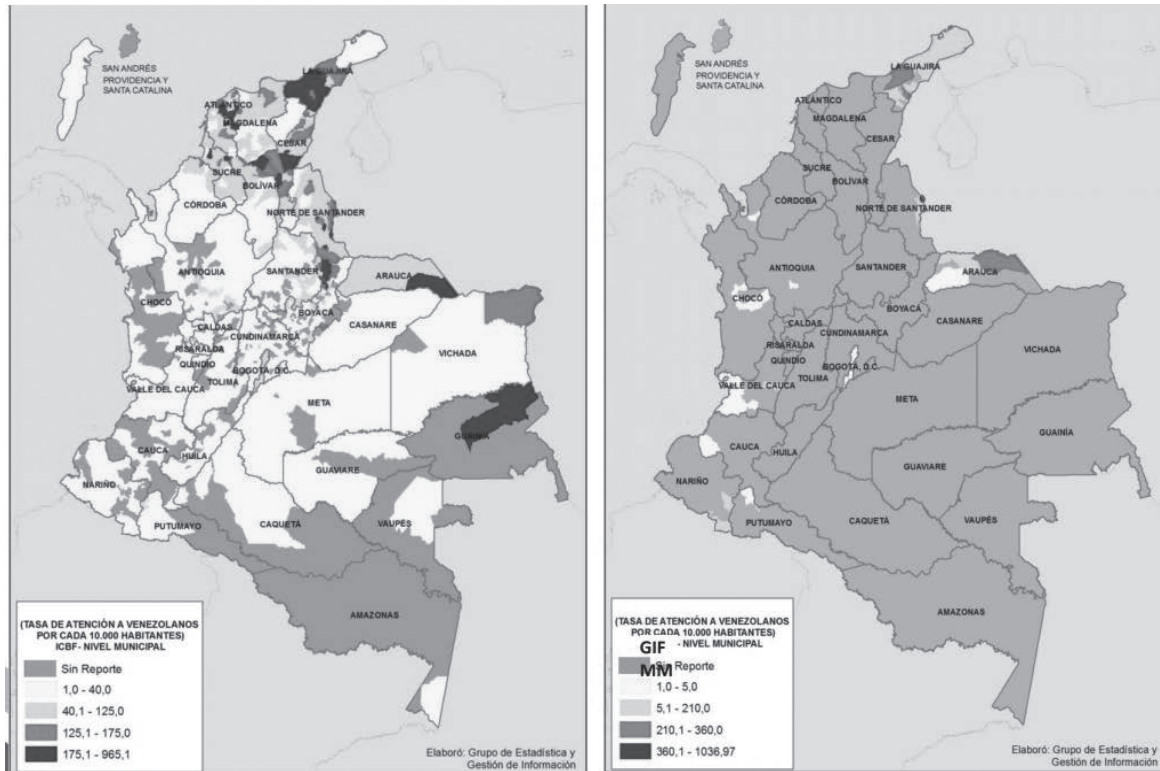 SAN ANDRÉS
PROVIDENCIA Y
SANTA CATALINA
LA GUAJIRA
ATLÁNTICO
MAGDALENA
CESAR
SUCRE
BOLÍVAR
CÓRDOBA
NORTE DE SANTANDER
ANTIOQUIA
SANTANDER
ARAUCA
CHOCÓ
BOYACÁ
CALDAS
CASANARE
CUNDINAMARCA
RISARALDA
VICHADA
QUINDÍO
BOGOTÁ, D.C.
TOLIMA
VALLE DEL CAUCA
META
GUAINÍA
CAUCA
HUILA
GUAVIARE
NARIÑO
PUTUMAYO
CAQUETÁ
VAUPÉS
AMAZONAS
(TASA DE ATENCIÓN A VENEZOLANOS
POR CADA 10.000 HABITANTES)
ICBF- NIVEL MUNICIPAL
Sin Reporte
1,0 - 40,0
40,1 - 125,0
125,1 - 175,0
175,1 - 965,1
Elaboró: Grupo de Estadística y
Gestión de Información
SAN ANDRÉS
PROVIDENCIA Y
SANTA CATALINA
LA GUAJIRA
ATLÁNTICO
MAGDALENA
CESAR
SUCRE
BOLÍVAR
CÓRDOBA
NORTE DE SANTANDER
ANTIOQUIA
SANTANDER
ARAUCA
CHOCÓ
BOYACÁ
CALDAS
CASANARE
CUNDINAMARCA
RISARALDA
VICHADA
QUINDÍO
BOGOTÁ, D.C.
TOLIMA
VALLE DEL CAUCA
META
GUAINÍA
CAUCA
HUILA
GUAVIARE
NARIÑO
PUTUMAYO
CAQUETÁ
VAUPÉS
AMAZONAS
(TASA DE ATENCIÓN A VENEZOLANOS
POR CADA 10.000 HABITANTES)
GIF - NIVEL MUNICIPAL
MM Sin Reporte
1,0 - 5,0
5,1 - 210,0
210,1 - 360,0
360,1 - 1036,97
Elaboró: Grupo de Estadística y
Gestión de Información